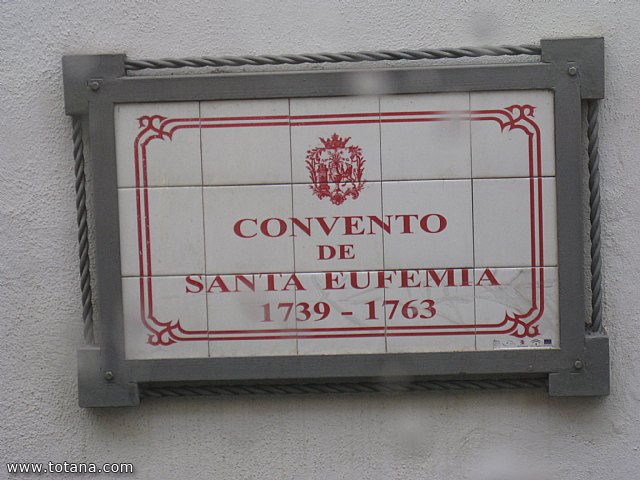 CONVENTO
DE
SANTA EUFEMIA
1739 - 1763
www.totana.com